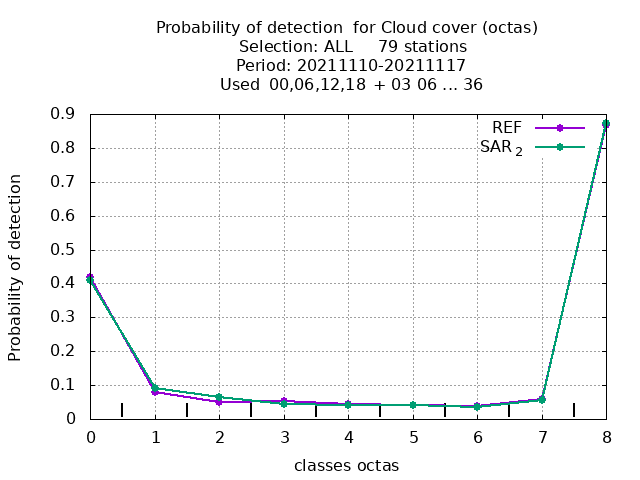 Probability of detection  for Cloud cover (octas)
Selection: ALL     79 stations
Period: 20211110-20211117
Used  00,06,12,18  + 03 06 ... 36
REF
SAR 2
0.9
0.8
0.7
0.6
0.5
0.4
0.3
0.2
0.1
0
Probability of detection
0 1 2 3 4 5 6 7 8
classes octas